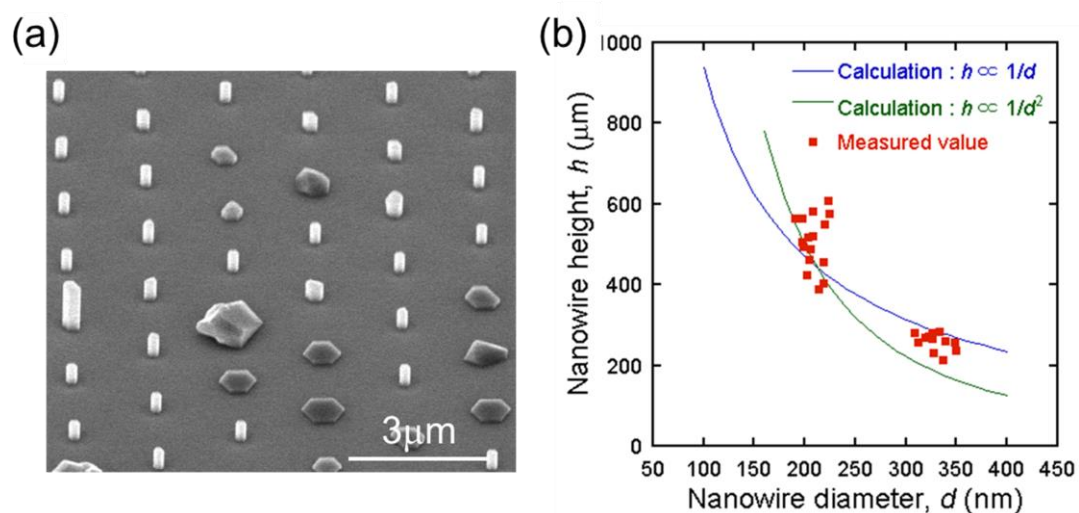 (a)
3μm
(b)
1000
800
600
400
200
0
50 100 150 200 250 300 350 400 450
Nanowire height, h (μm)
Nanowire diameter, d (nm)
Calculation : h ∝ 1/d
Calculation : h ∝ 1/d²
Measured value